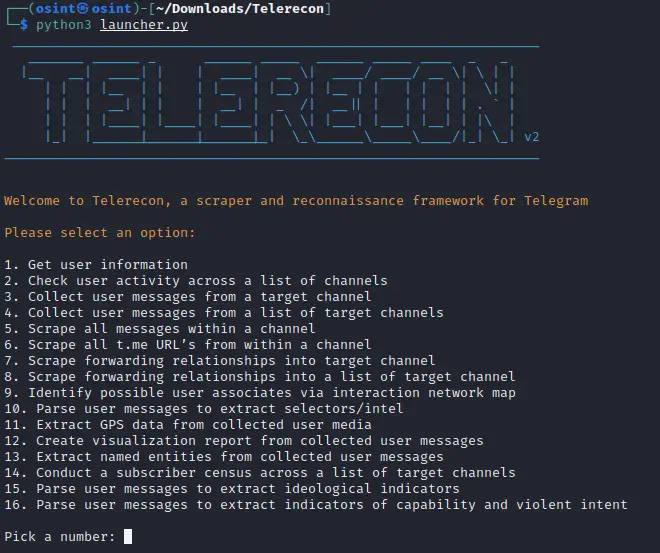 (osint㉿osint)-[~/Downloads/Telerecon]
$ python3 launcher.py
TELERECON v2
Welcome to Telerecon, a scraper and reconnaissance framework for Telegram
Please select an option:
1. Get user information
2. Check user activity across a list of channels
3. Collect user messages from a target channel
4. Collect user messages from a list of target channels
5. Scrape all messages within a channel
6. Scrape all t.me URL’s from within a channel
7. Scrape forwarding relationships into target channel
8. Scrape forwarding relationships into a list of target channel
9. Identify possible user associates via interaction network map
10. Parse user messages to extract selectors/intel
11. Extract GPS data from collected user media
12. Create visualization report from collected user messages
13. Extract named entities from collected user messages
14. Conduct a subscriber census across a list of target channels
15. Parse user messages to extract ideological indicators
16. Parse user messages to extract indicators of capability and violent intent
Pick a number: